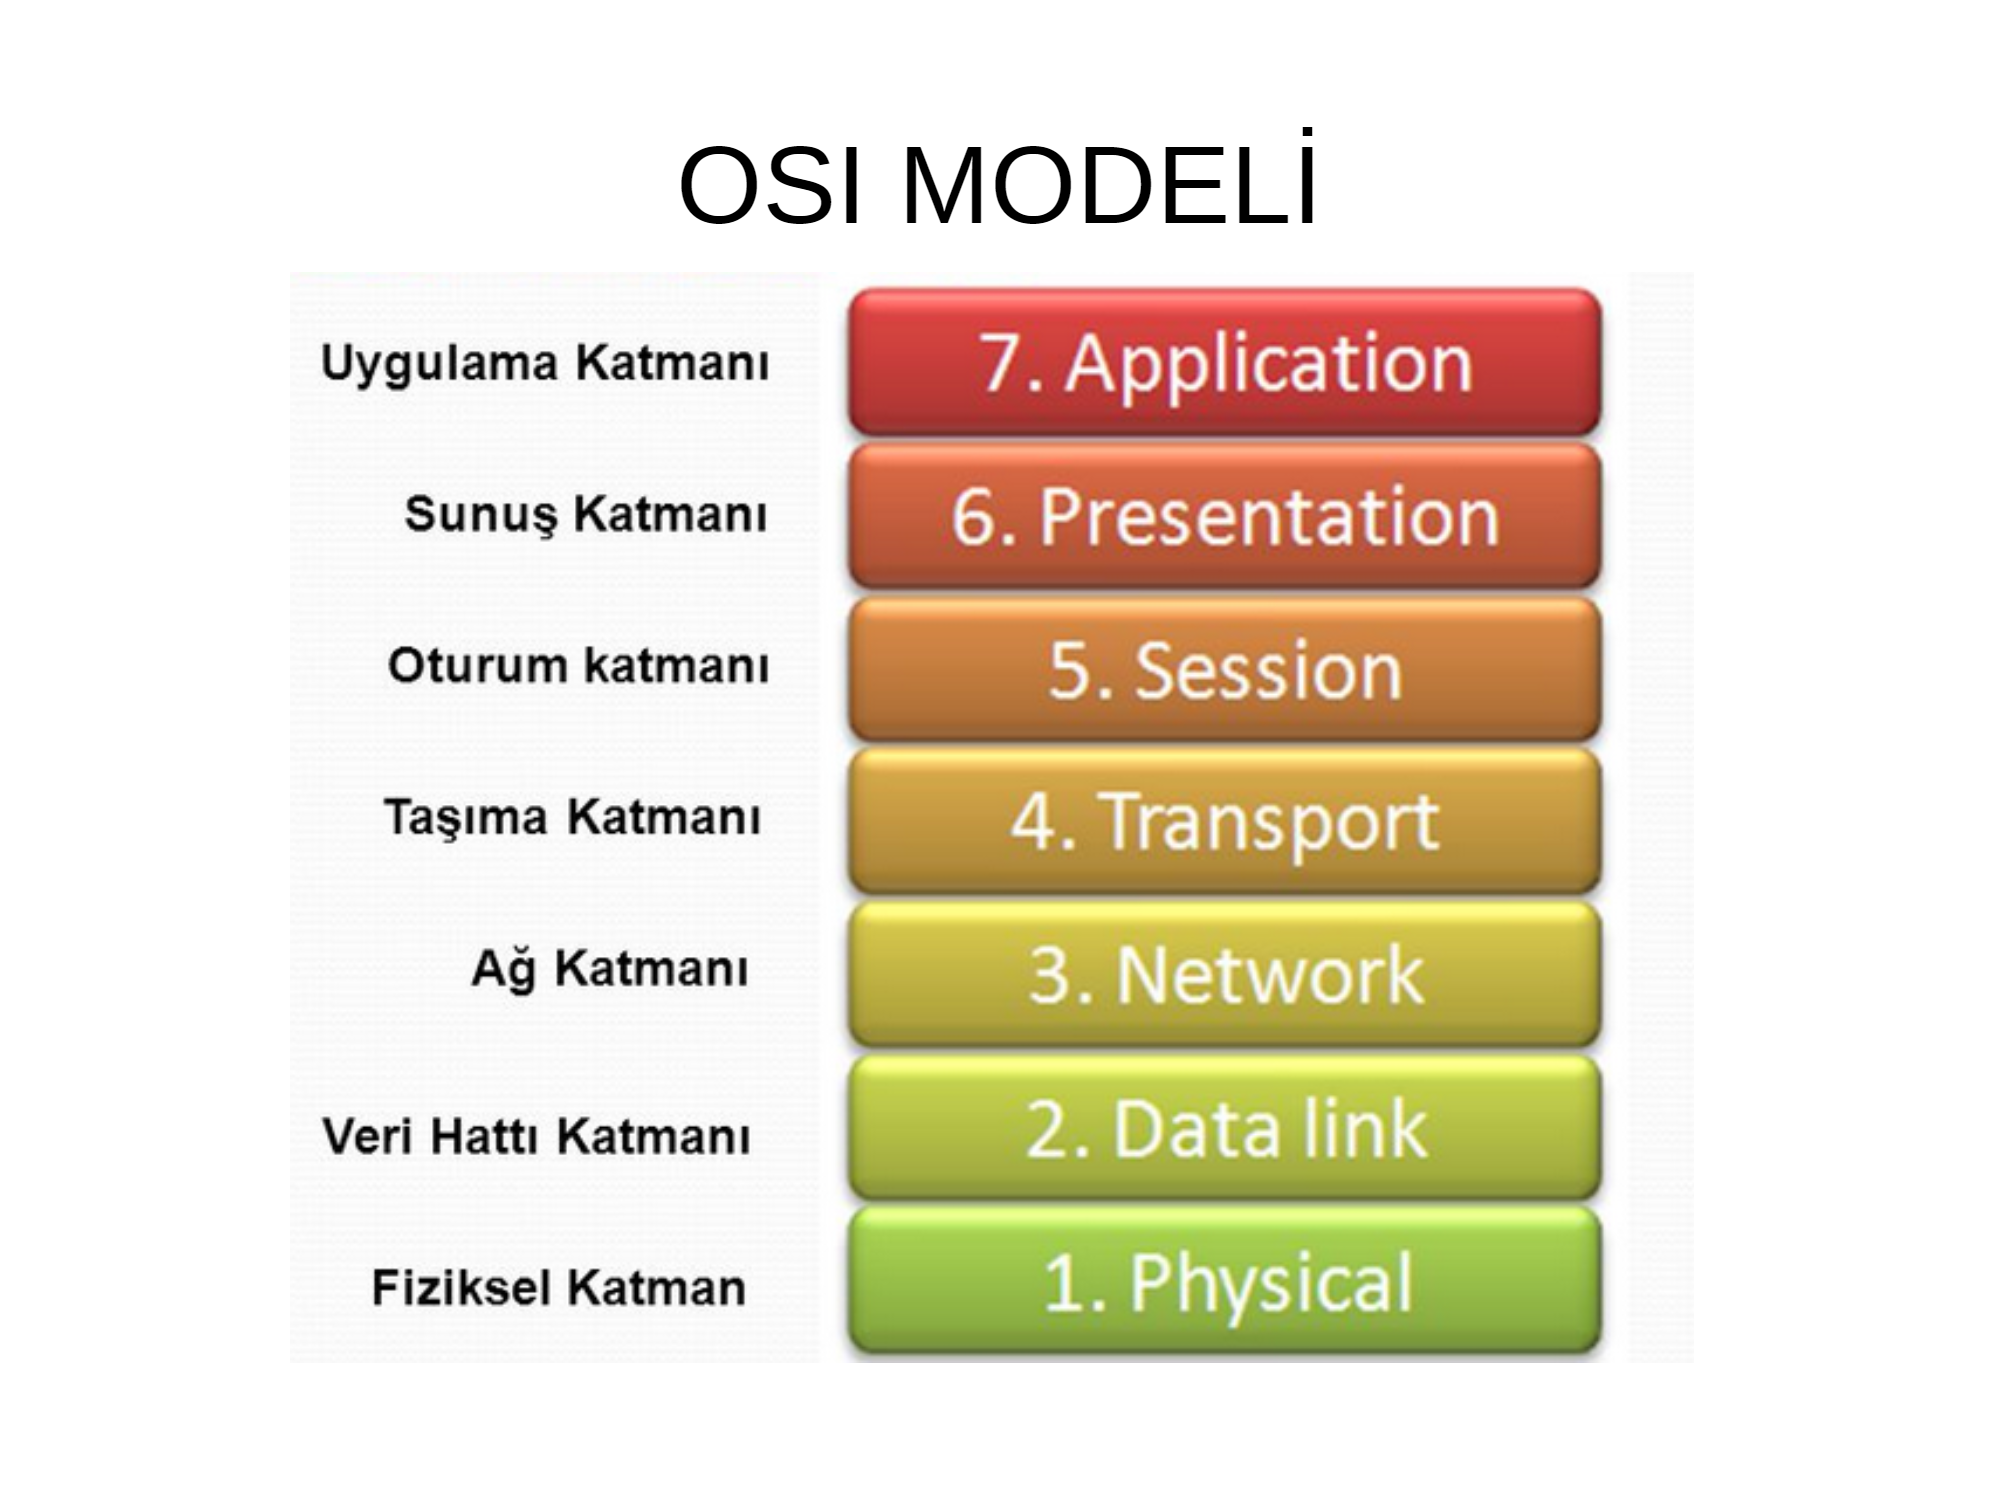 OSI MODELİ
Uygulama Katmanı 7. Application
Sunuş Katmanı 6. Presentation
Oturum katmanı 5. Session
Taşıma Katmanı 4. Transport
Ağ Katmanı 3. Network
Veri Hattı Katmanı 2. Data link
Fiziksel Katman 1. Physical